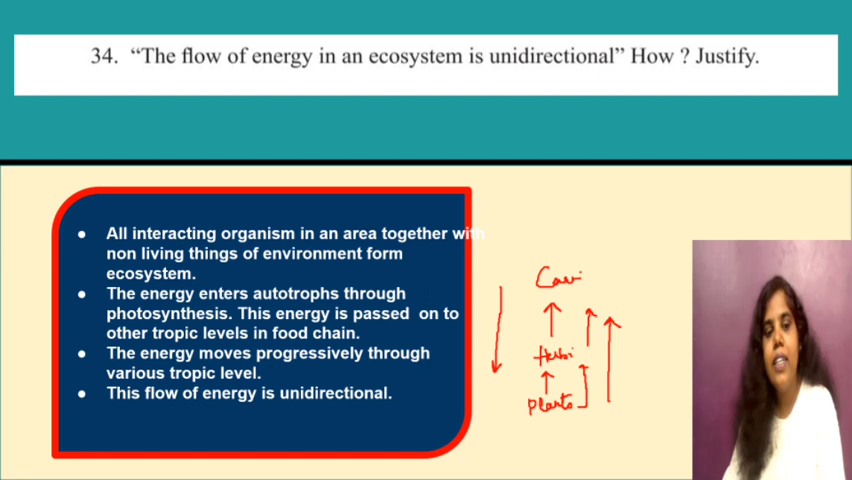 34. “The flow of energy in an ecosystem is unidirectional” How ? Justify.
● All interacting organism in an area together with
non living things of environment form
ecosystem.
● The energy enters autotrophs through
photosynthesis. This energy is passed on to
other tropic levels in food chain.
● The energy moves progressively through
various tropic level.
● This flow of energy is unidirectional.
Carni
Herbi
Plants